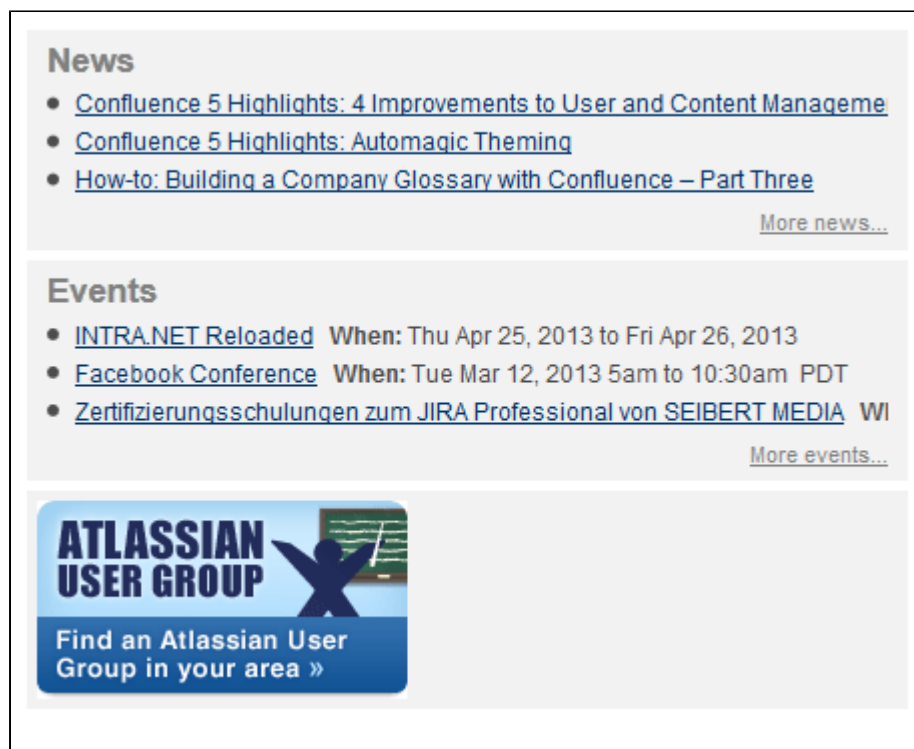 News
Confluence 5 Highlights: 4 Improvements to User and Content Manageme
Confluence 5 Highlights: Automagic Theming
How-to: Building a Company Glossary with Confluence – Part Three
More news...
Events
INTRA.NET Reloaded When: Thu Apr 25, 2013 to Fri Apr 26, 2013
Facebook Conference When: Tue Mar 12, 2013 5am to 10:30am PDT
Zertifizierungsschulungen zum JIRA Professional von SEIBERT MEDIA
More events...
ATLASSIAN
USER GROUP
Find an Atlassian User
Group in your area »